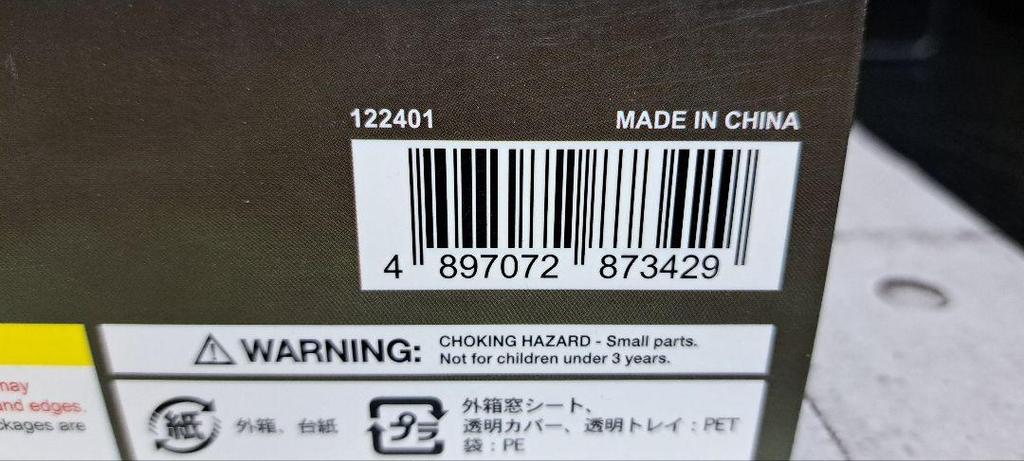 122401
MADE IN CHINA
4 897072 873429
WARNING:
CHOKING HAZARD - Small parts.
Not for children under 3 years.
may
nd edges.
ckages are
紙
外箱、台紙
プラ
外箱窓シート、
透明カバー、透明トレイ：PET
袋：PE